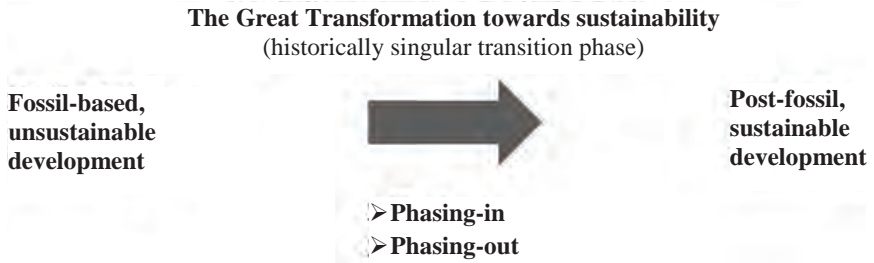 The Great Transformation towards sustainability
(historically singular transition phase)
Fossil-based,
unsustainable
development
Post-fossil,
sustainable
development
➢Phasing-in
➢Phasing-out